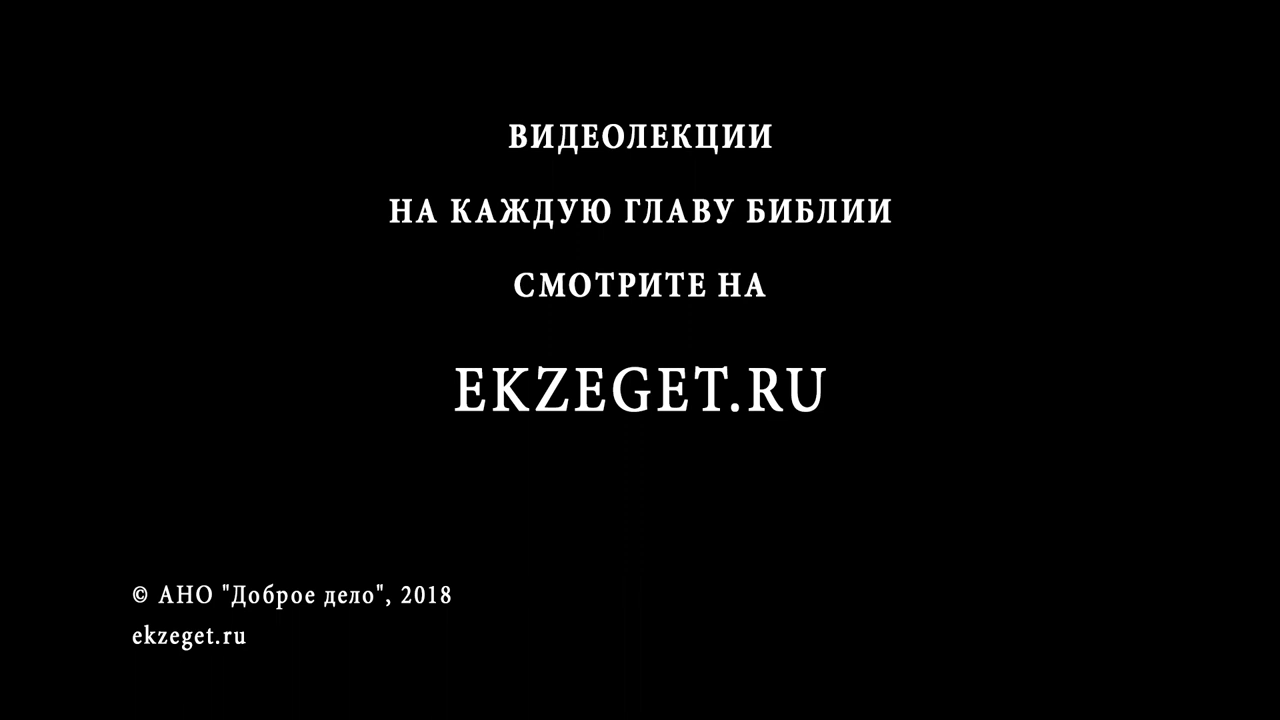 ВИДЕОЛЕКЦИИ
НА КАЖДУЮ ГЛАВУ БИБЛИИ
СМОТРИТЕ НА
EKZEGET.RU
© АНО "Доброе дело", 2018
ekzeget.ru